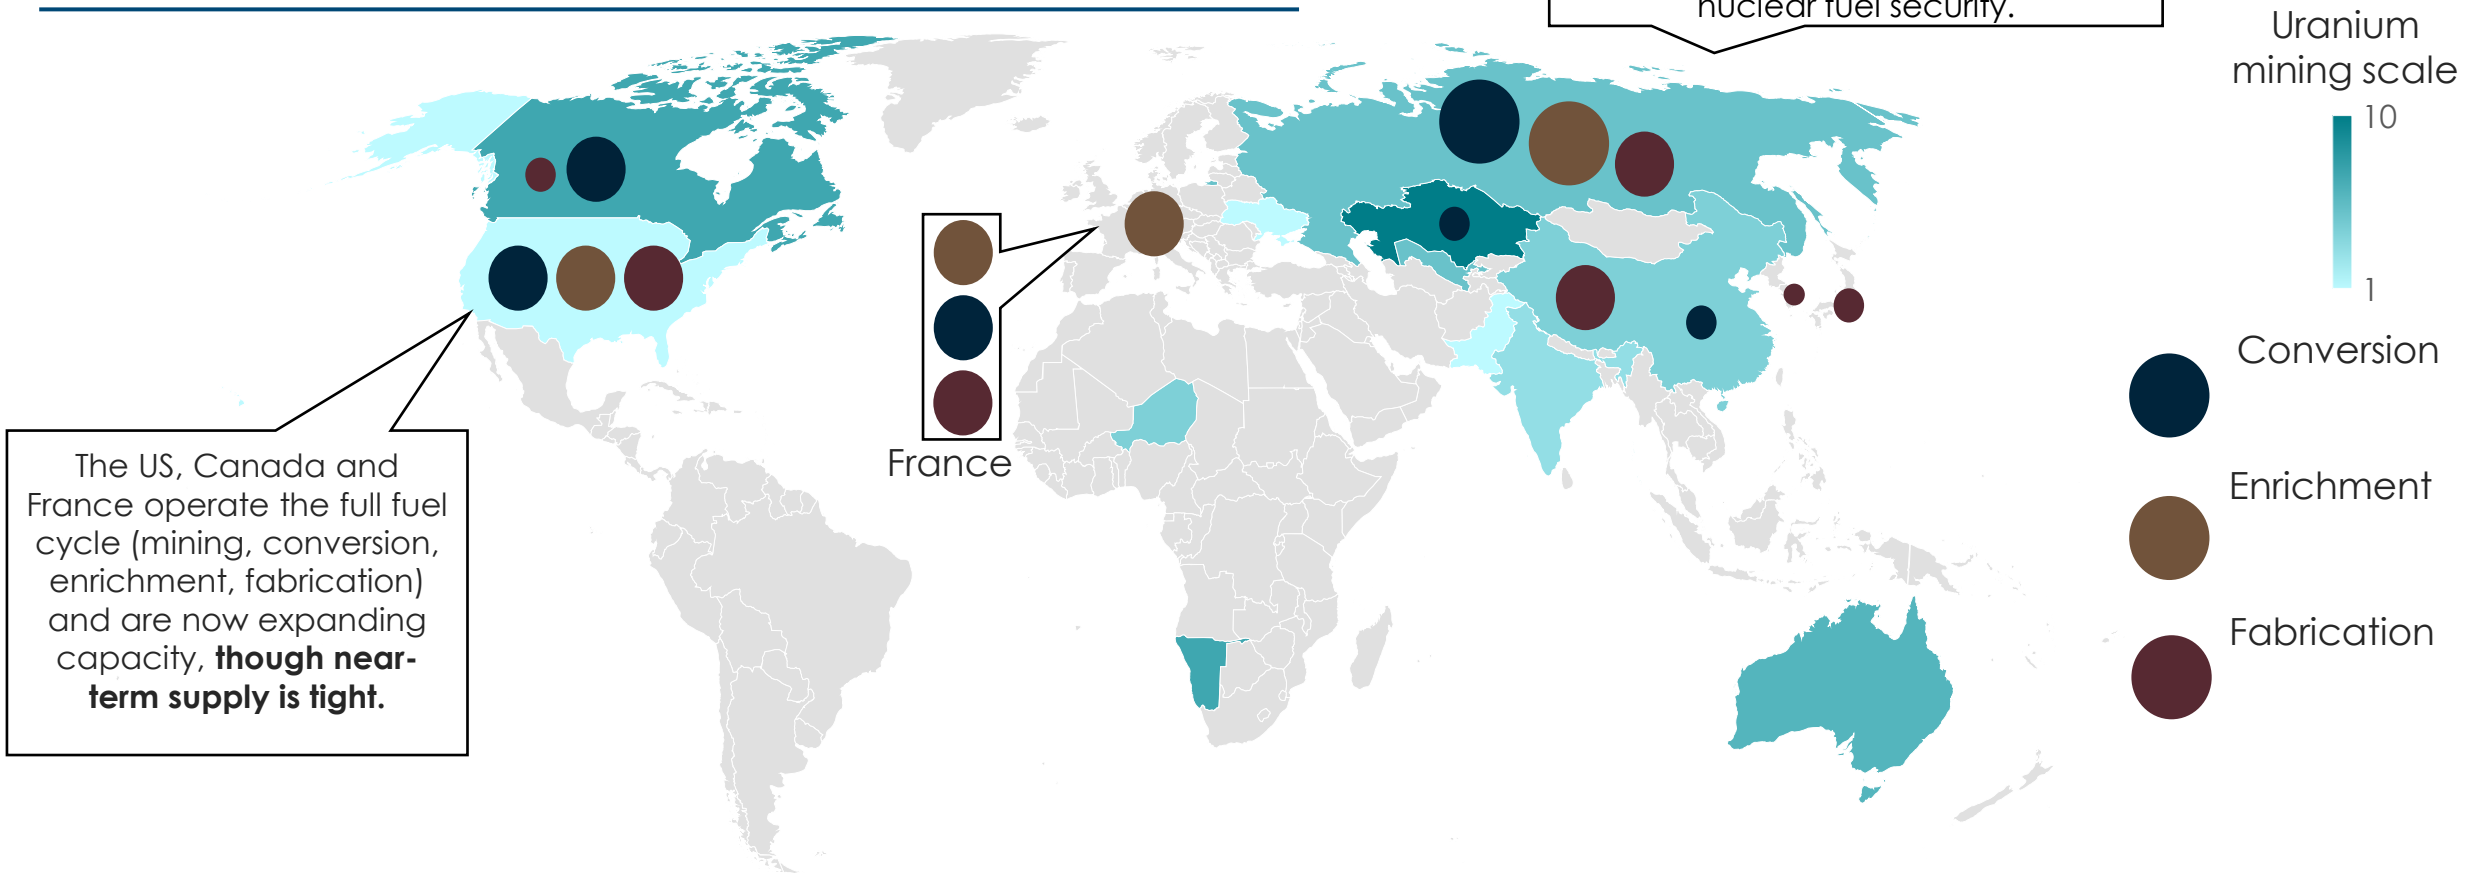 nuclear fuel security.
Uranium
mining scale
10
1
Conversion
Enrichment
Fabrication
France
The US, Canada and
France operate the full fuel
cycle (mining, conversion,
enrichment, fabrication)
and are now expanding
capacity, though near-
term supply is tight.